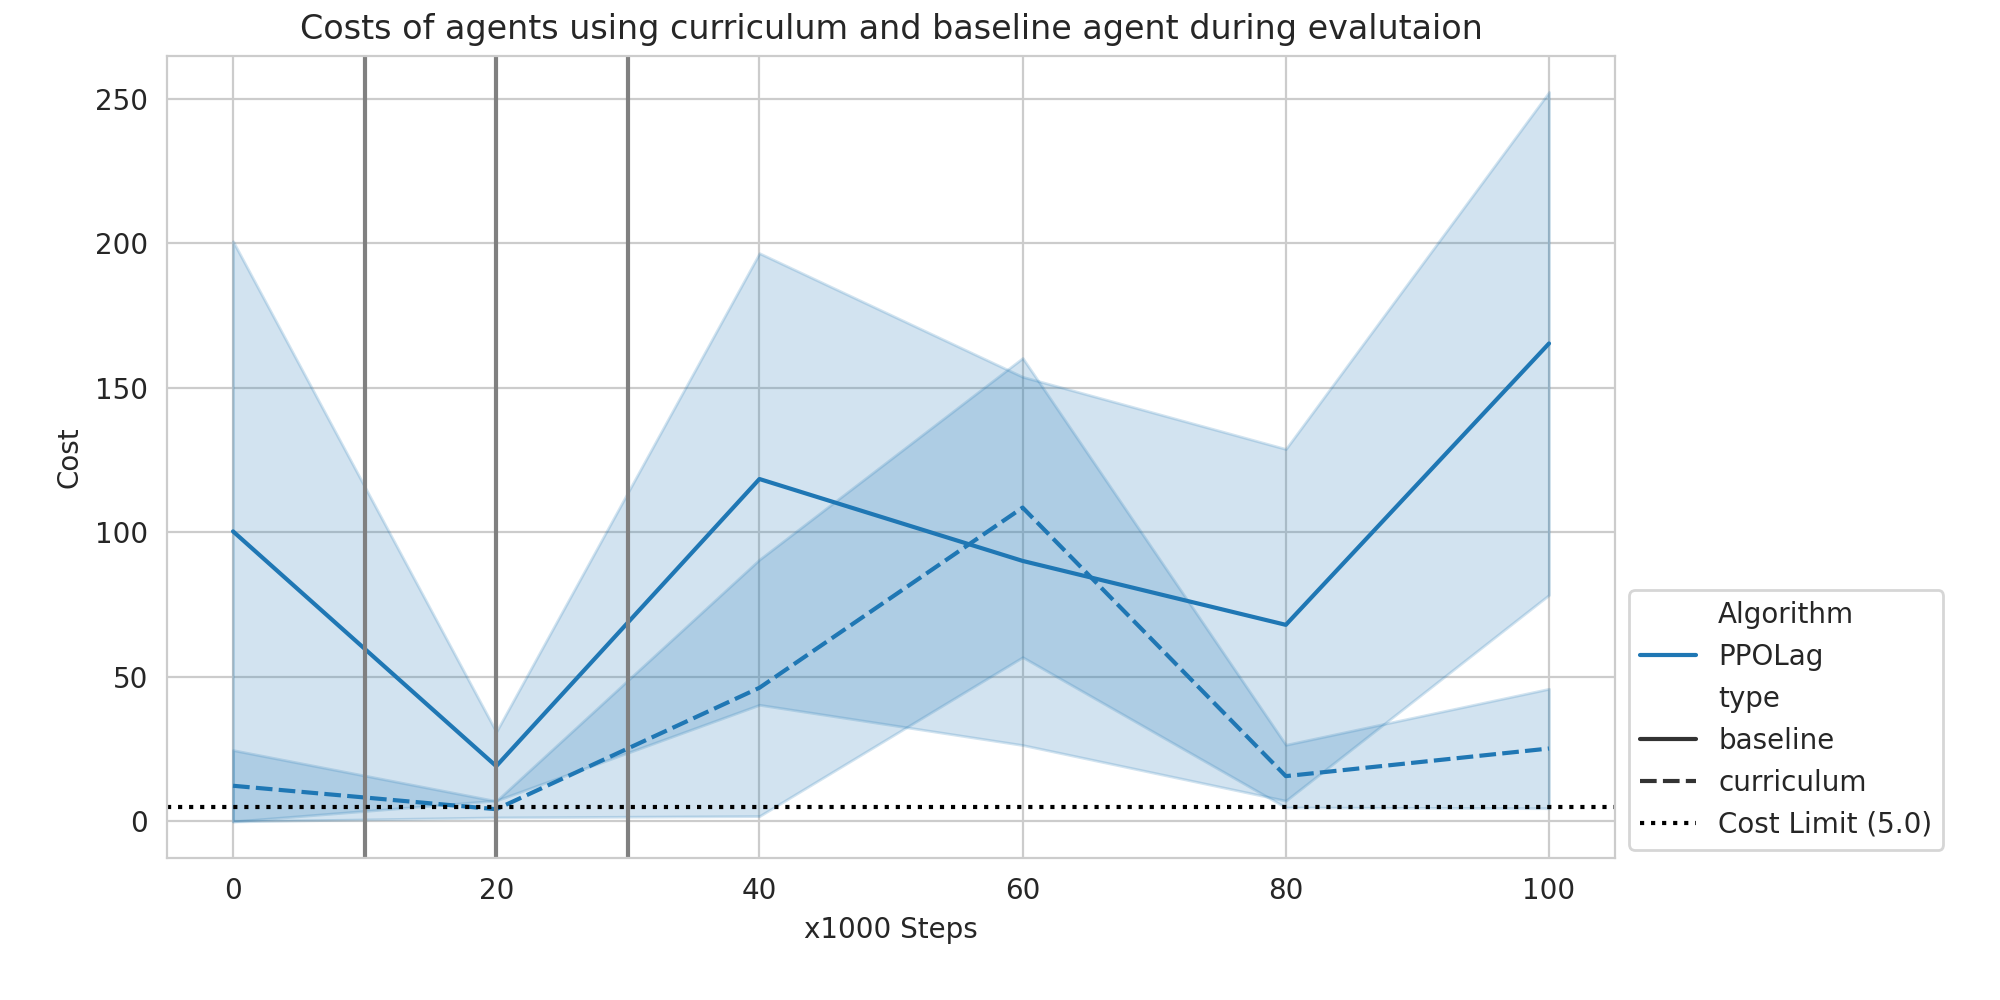 Costs of agents using curriculum and baseline agent during evalutaion
250
200
150
100
50
0
Cost
0 20 40 60 80 100
x1000 Steps
Algorithm
PPOLag
type
baseline
curriculum
Cost Limit (5.0)